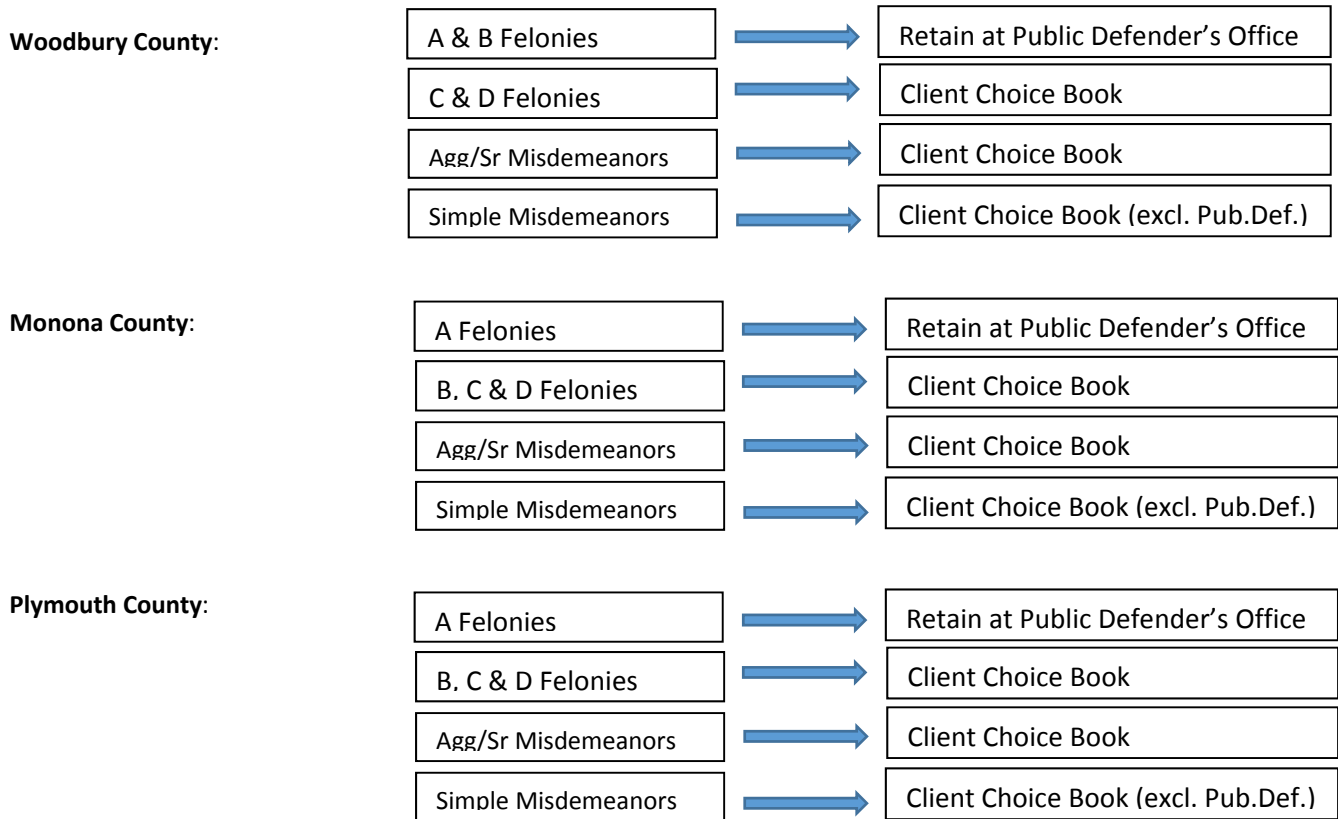 Woodbury County:
A & B Felonies
Retain at Public Defender’s Office
C & D Felonies
Client Choice Book
Agg/Sr Misdemeanors
Client Choice Book
Simple Misdemeanors
Client Choice Book (excl. Pub.Def.)
Monona County:
A Felonies
Retain at Public Defender’s Office
B, C & D Felonies
Client Choice Book
Agg/Sr Misdemeanors
Client Choice Book
Simple Misdemeanors
Client Choice Book (excl. Pub.Def.)
Plymouth County:
A Felonies
Retain at Public Defender’s Office
B, C & D Felonies
Client Choice Book
Agg/Sr Misdemeanors
Client Choice Book
Simple Misdemeanors
Client Choice Book (excl. Pub.Def.)